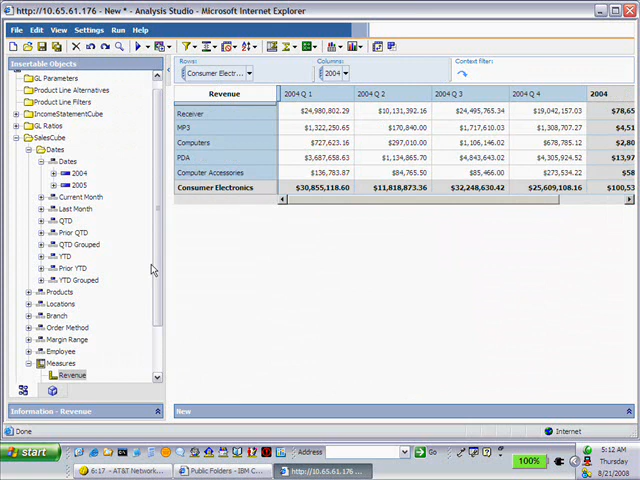 http://10.65.61.176 - New * - Analysis Studio - Microsoft Internet Explorer
File Edit View Settings Run Help
Insertable Objects
GL Parameters
Product Line Alternatives
Product Line Filters
IncomeStatementCube
GL Ratios
SalesCube
Dates
Dates
2004
2005
Current Month
Last Month
QTD
Prior QTD
QTD Grouped
YTD
Prior YTD
YTD Grouped
Products
Locations
Branch
Order Method
Margin Range
Employee
Measures
Revenue
Information - Revenue
Rows:
Consumer Electr...
Columns:
2004
Context filter:
Revenue 2004 Q 1 2004 Q 2 2004 Q 3 2004 Q 4 2004
Receiver $24,980,802.29 $10,131,392.16 $24,495,765.34 $19,042,157.03 $78,65
MP3 $1,322,250.65 $170,840.00 $1,717,610.03 $1,308,707.27 $4,51
Computers $727,623.16 $297,010.00 $1,106,146.02 $678,785.12 $2,80
PDA $3,687,658.63 $1,134,865.70 $4,843,643.02 $4,305,924.52 $13,97
Computer Accessories $136,783.87 $84,765.50 $85,466.00 $273,534.22 $58
Consumer Electronics $30,855,118.60 $11,818,873.36 $32,248,630.42 $25,609,108.16 $100,53
New
Done
Internet
start
Address
Go
6:17 - AT&T Network...
Public Folders - IBM C...
http://10.65.61.176 ...
100%
5:12 AM
Thursday
8/21/2008